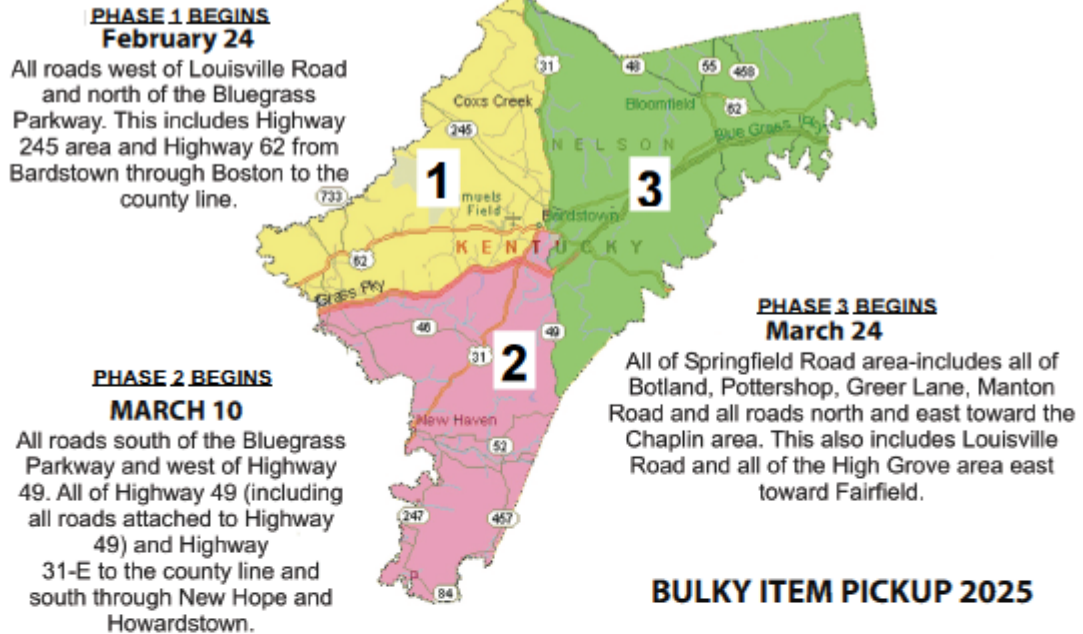 PHASE 1 BEGINS
February 24
All roads west of Louisville Road
and north of the Bluegrass
Parkway. This includes Highway
245 area and Highway 62 from
Bardstown through Boston to the
county line.
PHASE 2 BEGINS
MARCH 10
All roads south of the Bluegrass
Parkway and west of Highway
49. All of Highway 49 (including
all roads attached to Highway
49) and Highway
31-E to the county line and
south through New Hope and
Howardstown.
31
48
55
458
Coxs Creek
Bloomfield
62
245
NELSON
Blue Grass
1
3
733
muels
Field
Bardstown
KENTUCKY
62
Grass Pky
46
49
31
2
New Haven
52
247
457
84
PHASE 3 BEGINS
March 24
All of Springfield Road area-includes all of
Botland, Pottershop, Greer Lane, Manton
Road and all roads north and east toward the
Chaplin area. This also includes Louisville
Road and all of the High Grove area east
toward Fairfield.
BULKY ITEM PICKUP 2025